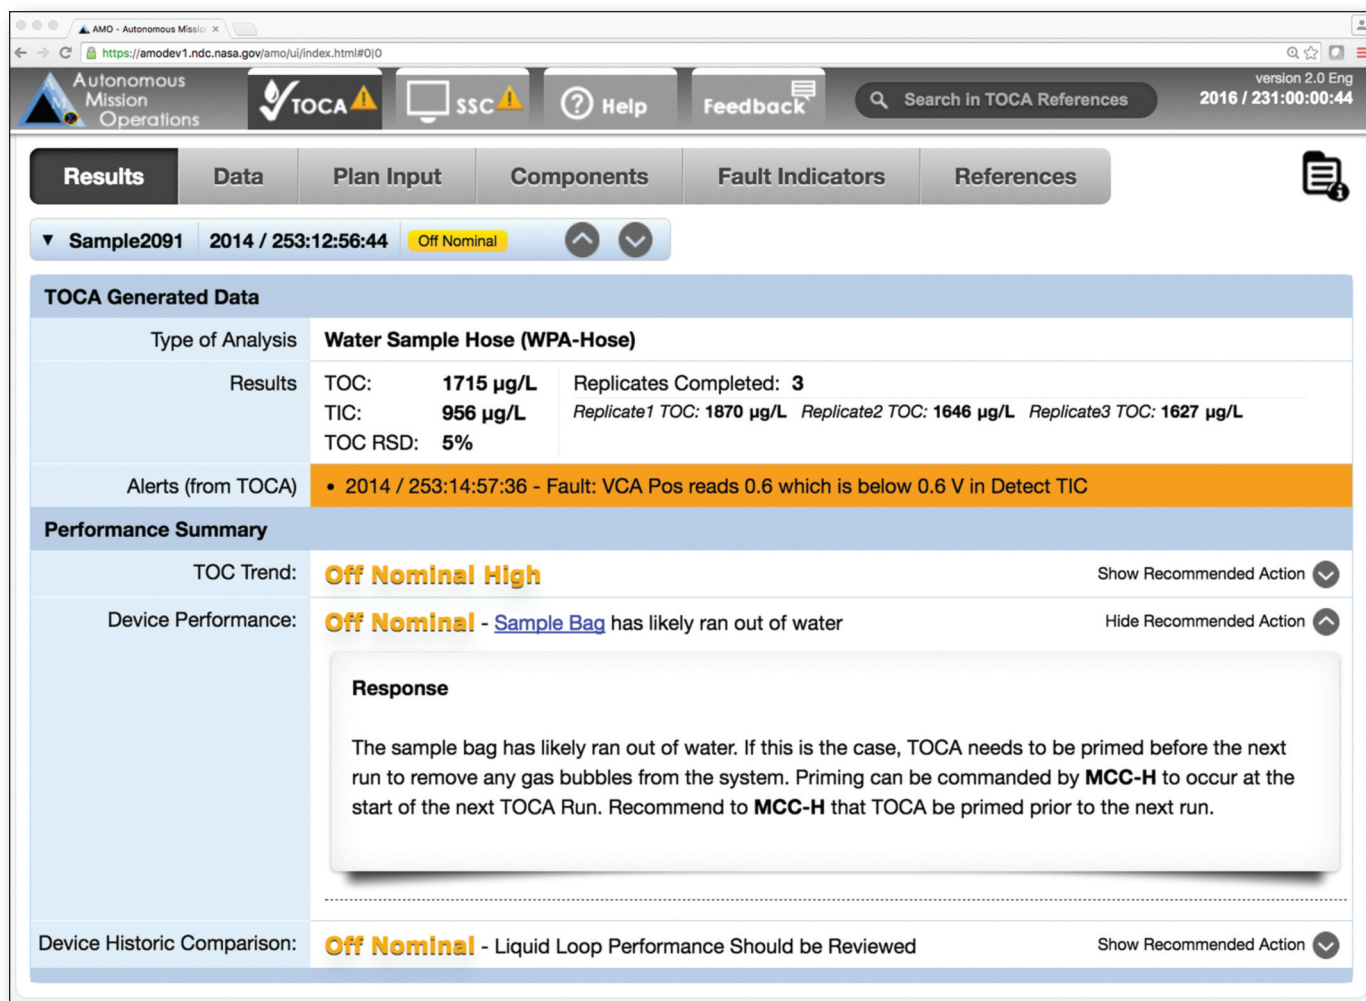 AMO - Autonomous Missio
https://amodev1.ndc.nasa.gov/amo/ui/index.html#0|0
Autonomous
Mission
Operations
TOCA
SSC
Help
Feedback
Search in TOCA References
version 2.0 Eng
2016 / 231:00:00:44
Results Data Plan Input Components Fault Indicators References
Sample2091 2014 / 253:12:56:44 Off Nominal
TOCA Generated Data
Type of Analysis Water Sample Hose (WPA-Hose)
Results TOC: 1715 µg/L Replicates Completed: 3
TIC: 956 µg/L Replicate1 TOC: 1870 µg/L Replicate2 TOC: 1646 µg/L Replicate3 TOC: 1627 µg/L
TOC RSD: 5%
Alerts (from TOCA) • 2014 / 253:14:57:36 - Fault: VCA Pos reads 0.6 which is below 0.6 V in Detect TIC
Performance Summary
TOC Trend: Off Nominal High Show Recommended Action
Device Performance: Off Nominal - Sample Bag has likely ran out of water Hide Recommended Action
Response
The sample bag has likely ran out of water. If this is the case, TOCA needs to be primed before the next
run to remove any gas bubbles from the system. Priming can be commanded by MCC-H to occur at the
start of the next TOCA Run. Recommend to MCC-H that TOCA be primed prior to the next run.
Device Historic Comparison: Off Nominal - Liquid Loop Performance Should be Reviewed Show Recommended Action